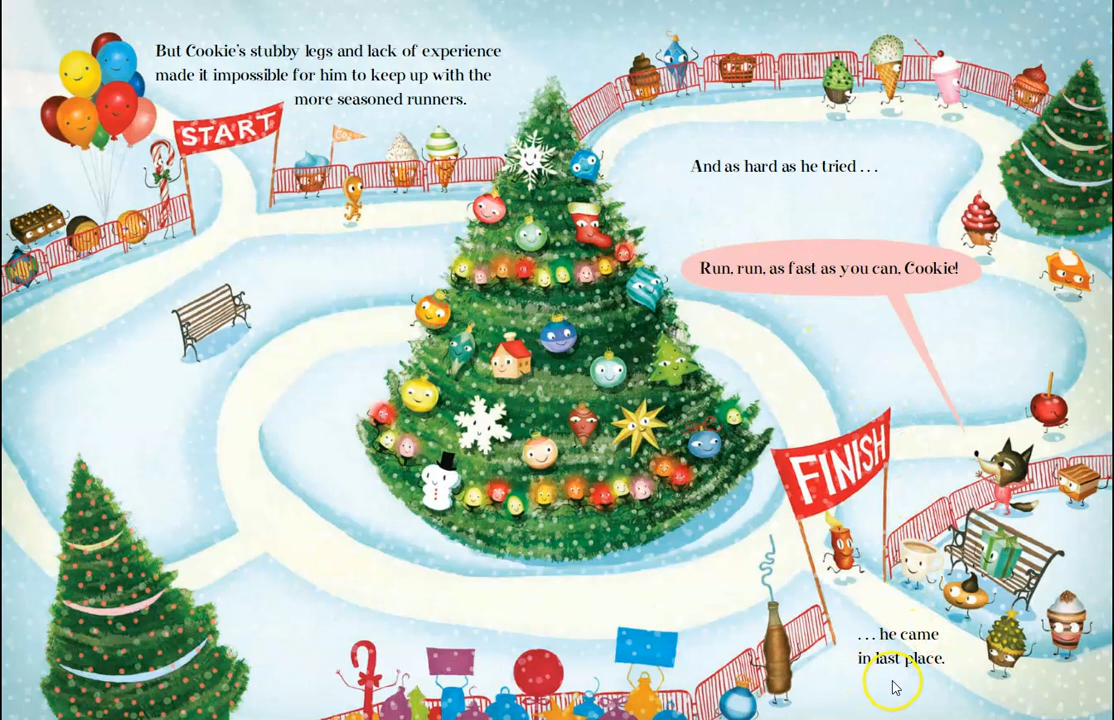 But Cookie's stubby legs and lack of experience
made it impossible for him to keep up with the
more seasoned runners.
START
And as hard as he tried . . .
Run, run, as fast as you can, Cookie!
FINISH
. . . he came
in last place.